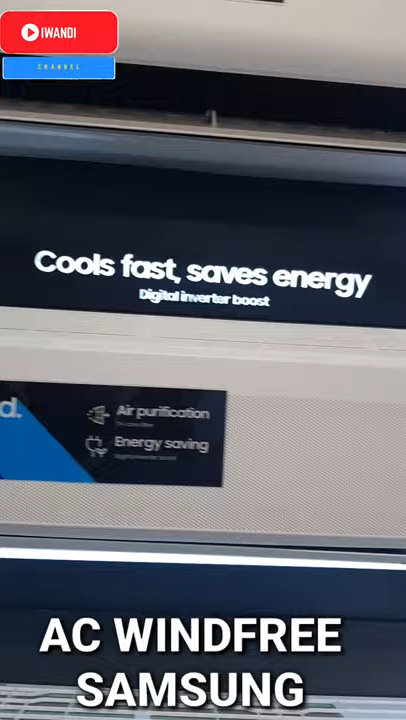 IWANDI
CHANNEL
Cools fast, saves energy
Digital inverter boost
d.
Air purification
Energy saving
AC WINDFREE
SAMSUNG